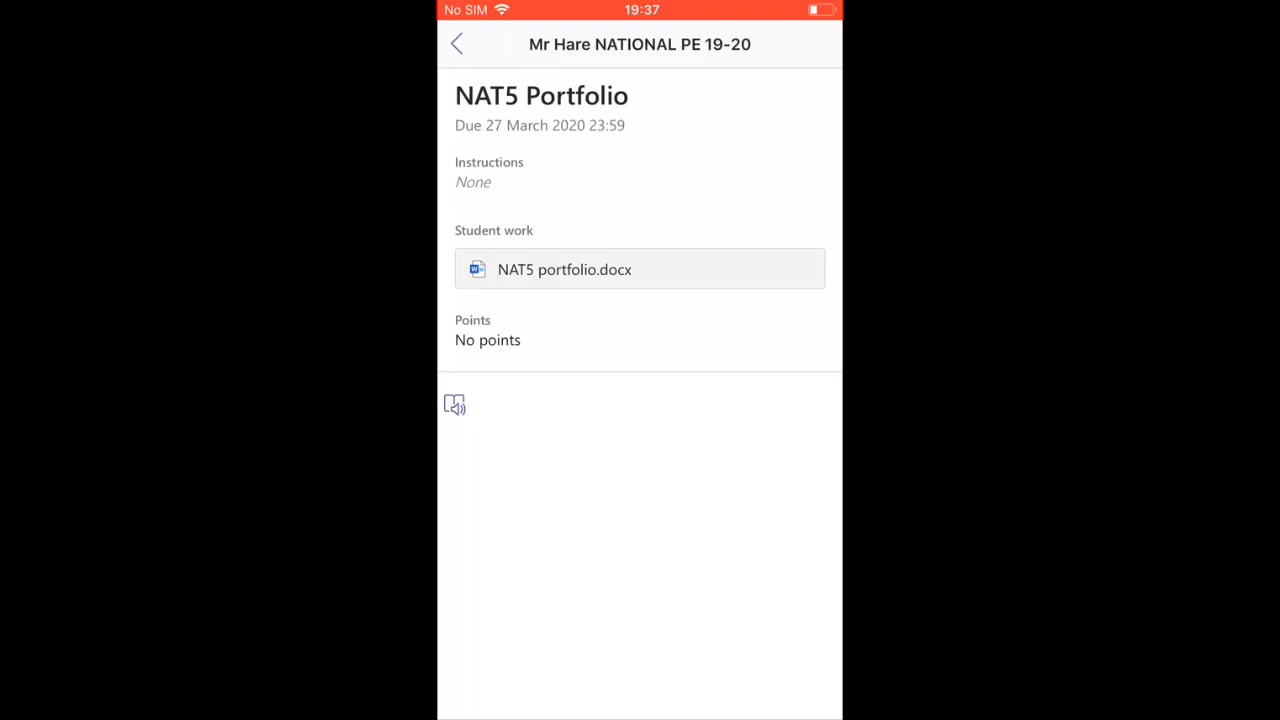 No SIM 19:37
Mr Hare NATIONAL PE 19-20
NAT5 Portfolio
Due 27 March 2020 23:59
Instructions
None
Student work
NAT5 portfolio.docx
Points
No points